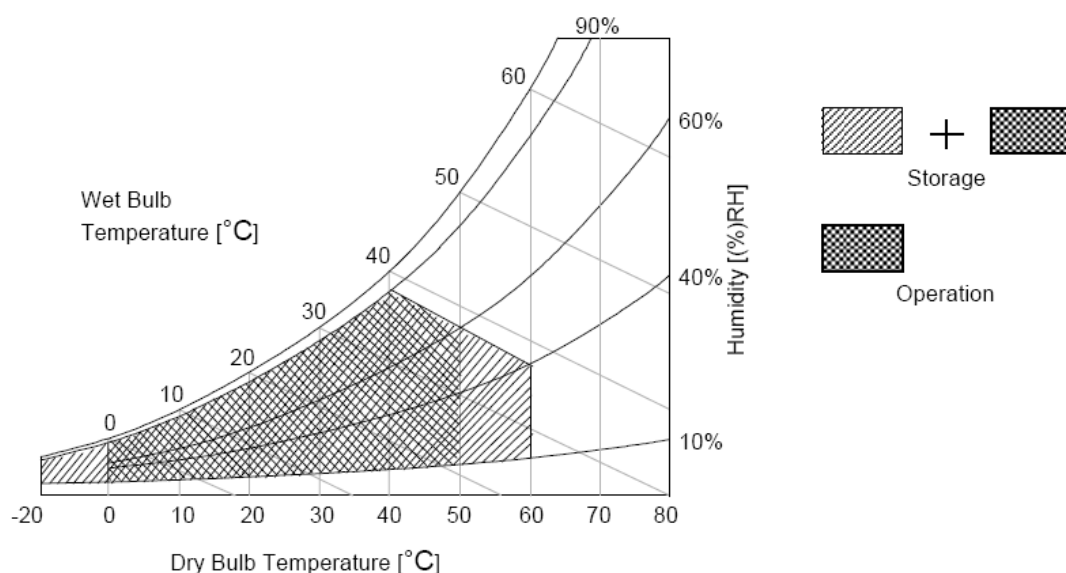 90%
60
60%
50
Storage
Wet Bulb
Temperature [°C]
40
Humidity [(%)RH]
40%
30
Operation
20
10
0
10%
-20 0 10 20 30 40 50 60 70 80
Dry Bulb Temperature [°C]